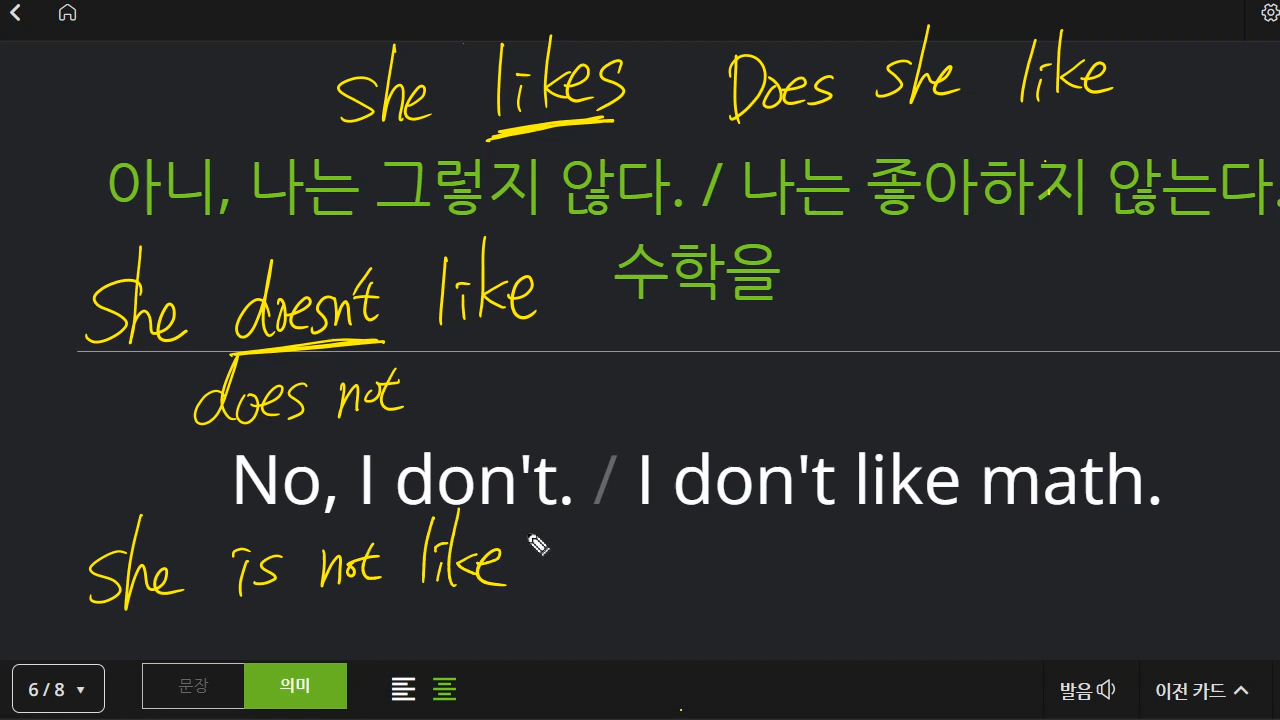 She likes Does she like
아니, 나는 그렇지 않다. / 나는 좋아하지 않는다.
수학을
She doesn't like
does not
No, I don't. / I don't like math.
She is not like
6 / 8 ▼ 문장 의미 발음 이전 카드